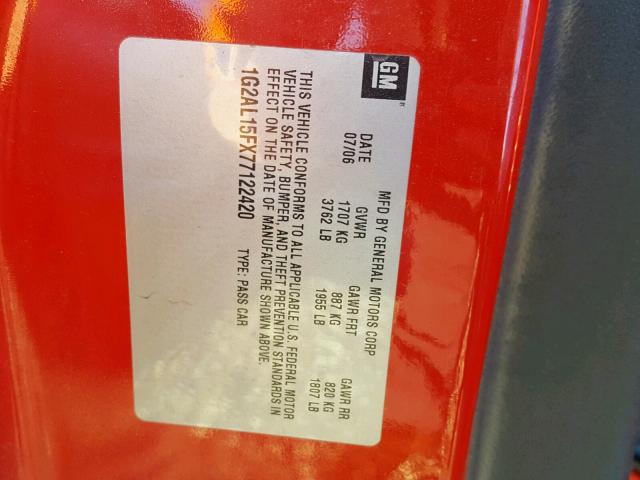 GM
MFD BY GENERAL MOTORS CORP
DATE GVWR GAWR FRT GAWR RR
07/06 1707 KG 887 KG 820 KG
3762 LB 1955 LB 1807 LB
THIS VEHICLE CONFORMS TO ALL APPLICABLE U.S. FEDERAL MOTOR
VEHICLE SAFETY, BUMPER, AND THEFT PREVENTION STANDARDS IN
EFFECT ON THE DATE OF MANUFACTURE SHOWN ABOVE.
1G2AL15FX77122420 TYPE: PASS CAR